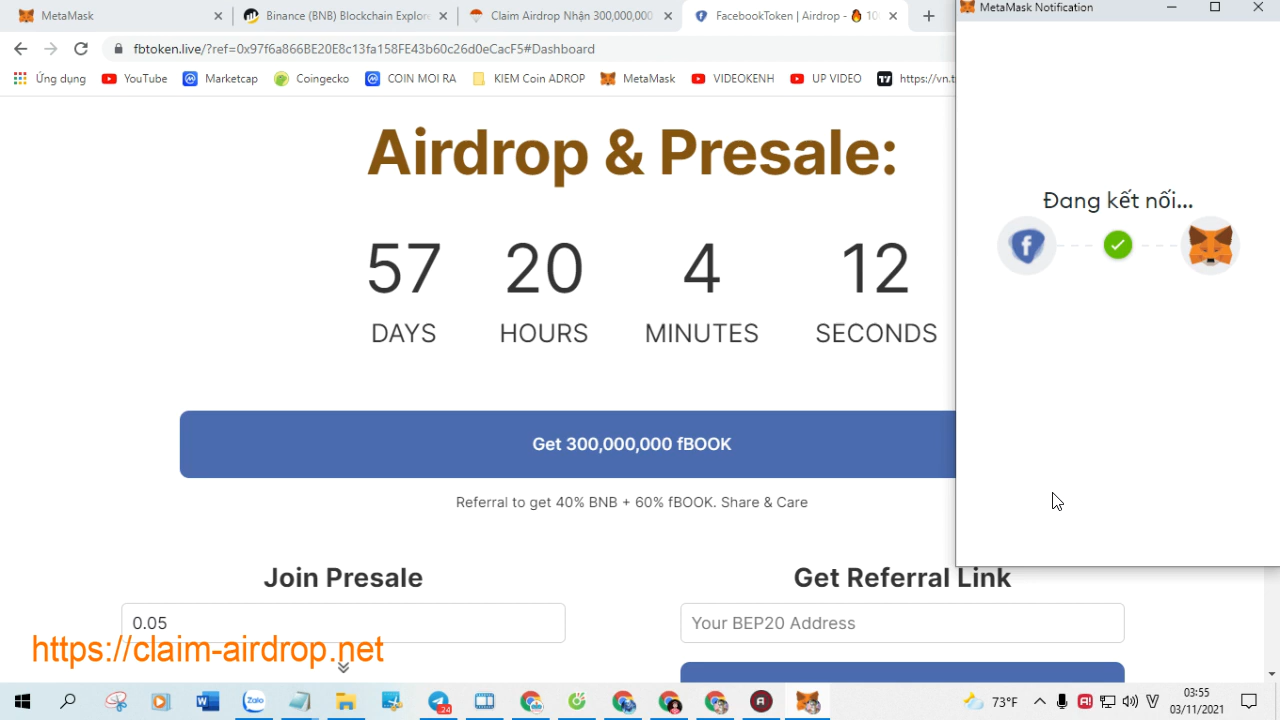 MetaMask
Binance (BNB) Blockchain Explore
Claim Airdrop Nhận 300,000,000
FacebookToken | Airdrop - 🔥 10
MetaMask Notification
fbtoken.live/?ref=0x97f6a866BE20E8c13fa158FE43b60c26d0eCacF5#Dashboard
Ứng dụng
YouTube
Marketcap
Coingecko
COIN MOI RA
KIEM Coin ADROP
MetaMask
VIDEOKENH
UP VIDEO
https://vn.t
Airdrop & Presale:
Đang kết nối...
57 20 4 12
DAYS HOURS MINUTES SECONDS
Get 300,000,000 fBOOK
Referral to get 40% BNB + 60% fBOOK. Share & Care
Join Presale
Get Referral Link
0.05
Your BEP20 Address
https://claim-airdrop.net
Zalo
24
73°F
03:55
03/11/2021